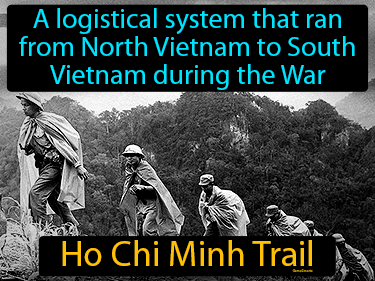 A logistical system that ran
from North Vietnam to South
Vietnam during the War
Ho Chi Minh Trail